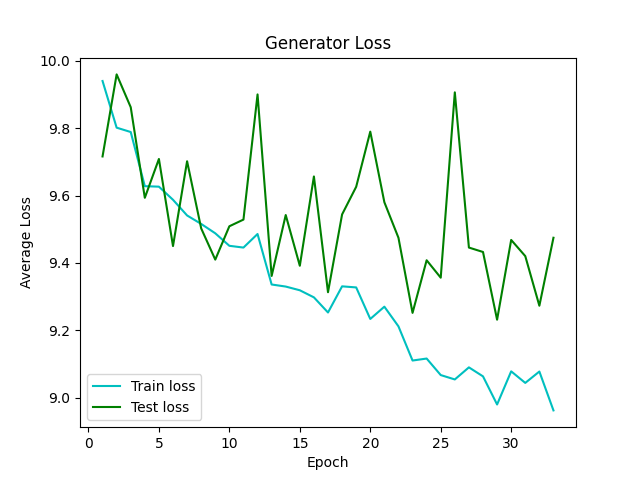 Generator Loss
10.0
9.8
9.6
9.4
9.2
9.0
Average Loss
Train loss
Test loss
0 5 10 15 20 25 30
Epoch